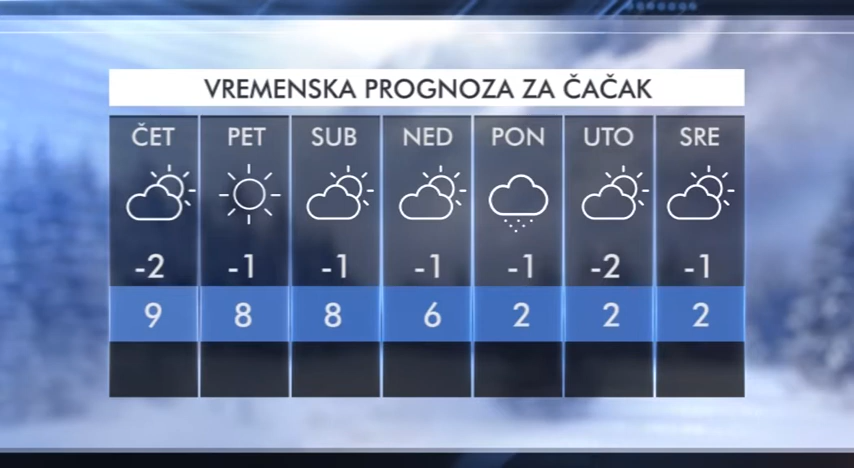 VREMENSKA PROGNOZA ZA ČAČAK
ČET PET SUB NED PON UTO SRE
-2 -1 -1 -1 -1 -2 -1
9 8 8 6 2 2 2